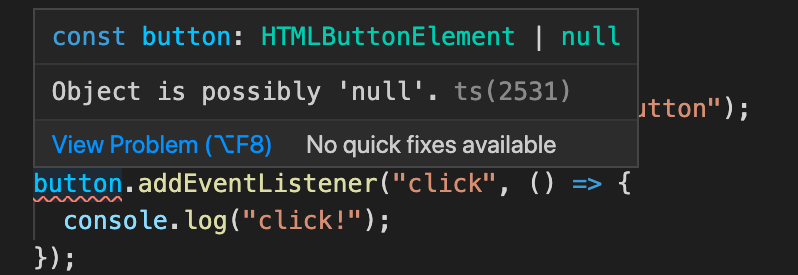 const button: HTMLButtonElement | null
Object is possibly 'null'. ts(2531)
View Problem (⌥F8) No quick fixes available
utton");
button.addEventListener("click", () => {
  console.log("click!");
});